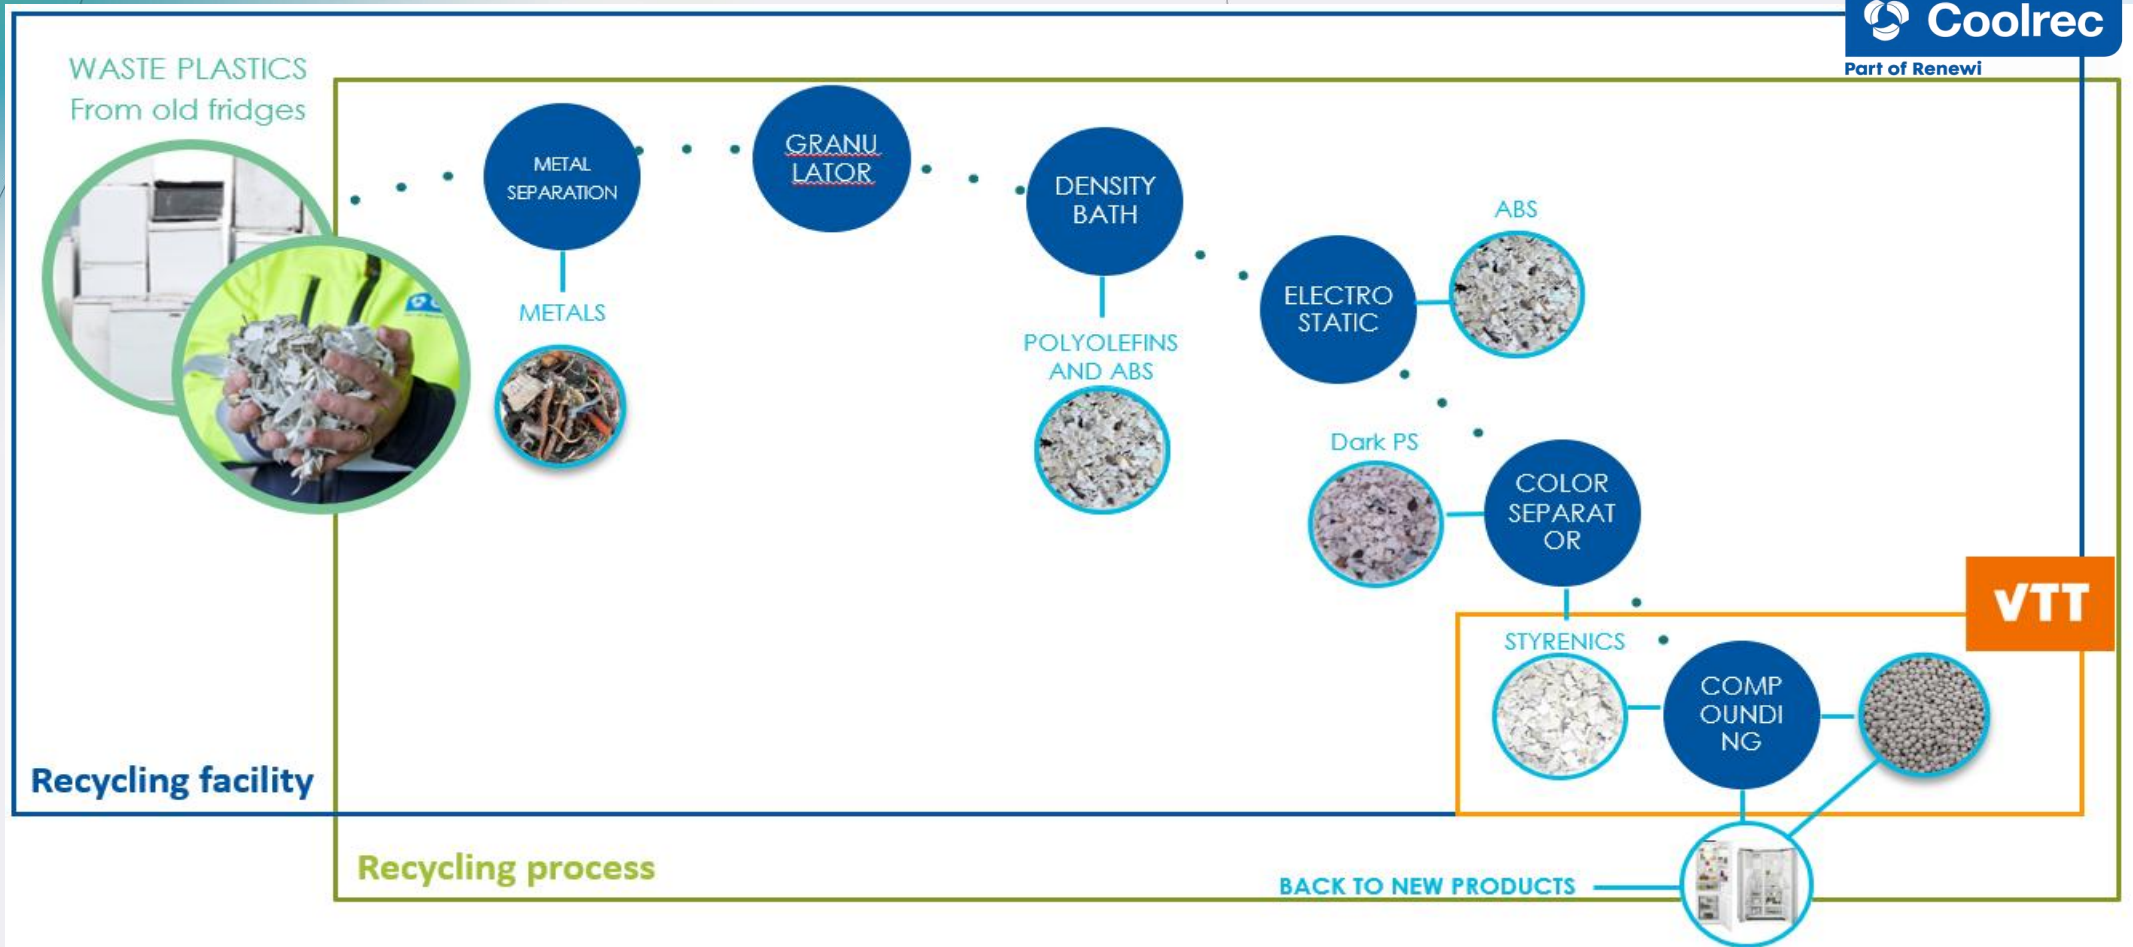 Coolrec
Part of Renewi
WASTE PLASTICS
From old fridges
METAL
SEPARATION
METALS
GRANU
LATOR
DENSITY
BATH
POLYOLEFINS
AND ABS
ELECTRO
STATIC
ABS
Dark PS
COLOR
SEPARAT
OR
VTT
STYRENICS
COMP
OUNDI
NG
Recycling facility
Recycling process
BACK TO NEW PRODUCTS